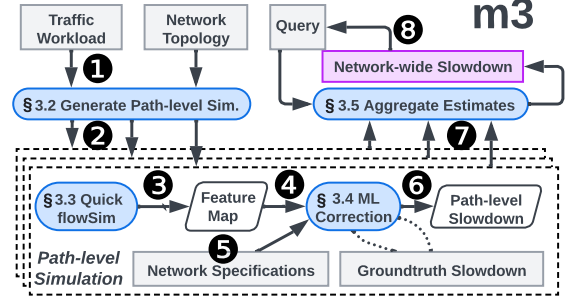 m3
Traffic
Workload
Network
Topology
Query
8
Network-wide Slowdown
1
§ 3.2 Generate Path-level Sim.
§ 3.5 Aggregate Estimates
2
7
§ 3.3 Quick
flowSim
3
Feature
Map
4
§ 3.4 ML
Correction
6
Path-level
Slowdown
5
Path-level
Simulation
Network Specifications
Groundtruth Slowdown